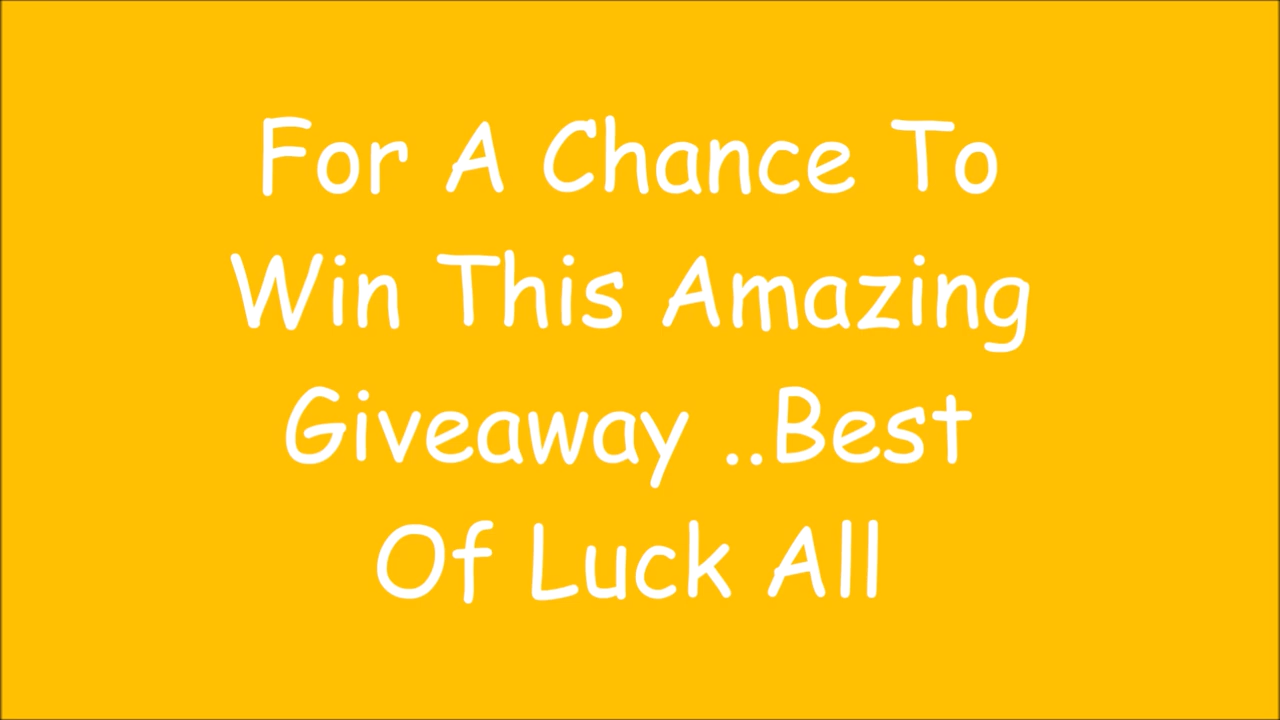 For A Chance To
Win This Amazing
Giveaway ..Best
Of Luck All